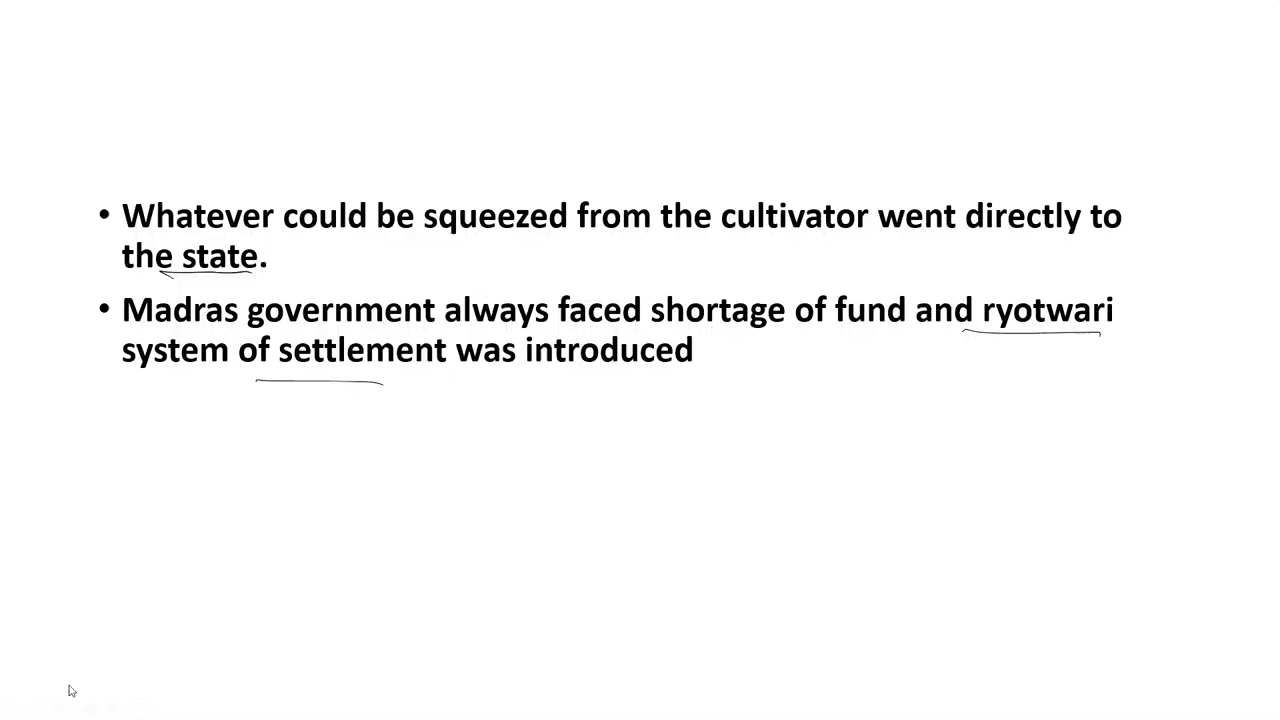 • Whatever could be squeezed from the cultivator went directly to
the state.
• Madras government always faced shortage of fund and ryotwari
system of settlement was introduced